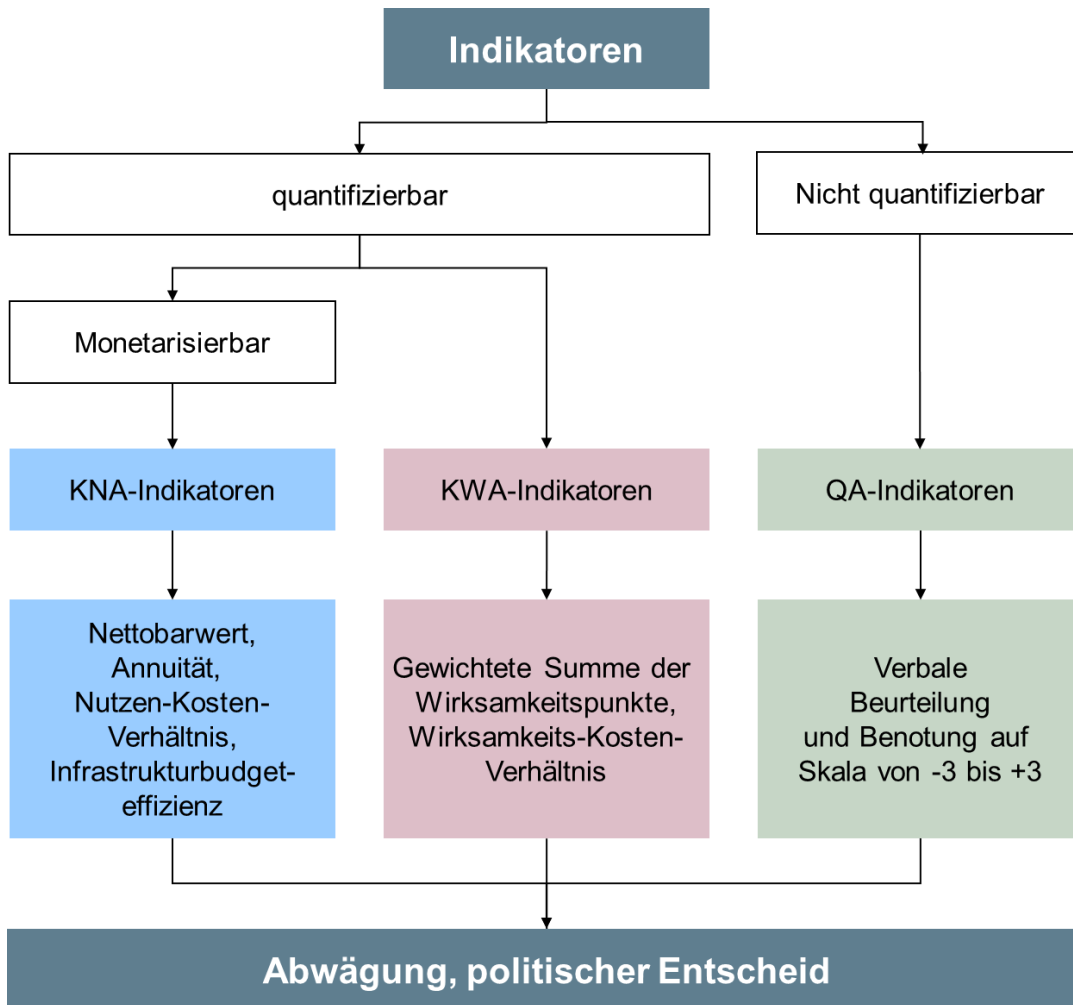 Indikatoren
quantifizierbar
Nicht quantifizierbar
Monetarisierbar
KNA-Indikatoren
KWA-Indikatoren
QA-Indikatoren
Nettobarwert,
Annuität,
Nutzen-Kosten-
Verhältnis,
Infrastrukturbudget-
effizienz
Gewichtete Summe der
Wirksamkeitspunkte,
Wirksamkeits-Kosten-
Verhältnis
Verbale
Beurteilung
und Benotung auf
Skala von -3 bis +3
Abwägung, politischer Entscheid